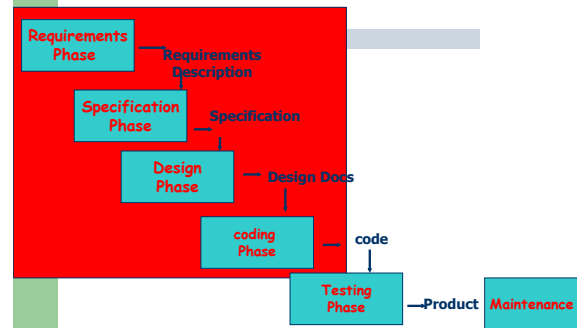 Requirements
Phase
Requirements
Description
Specification
Phase
Specification
Design
Phase
Design Docs
coding
Phase
code
Testing
Phase
Product
Maintenance